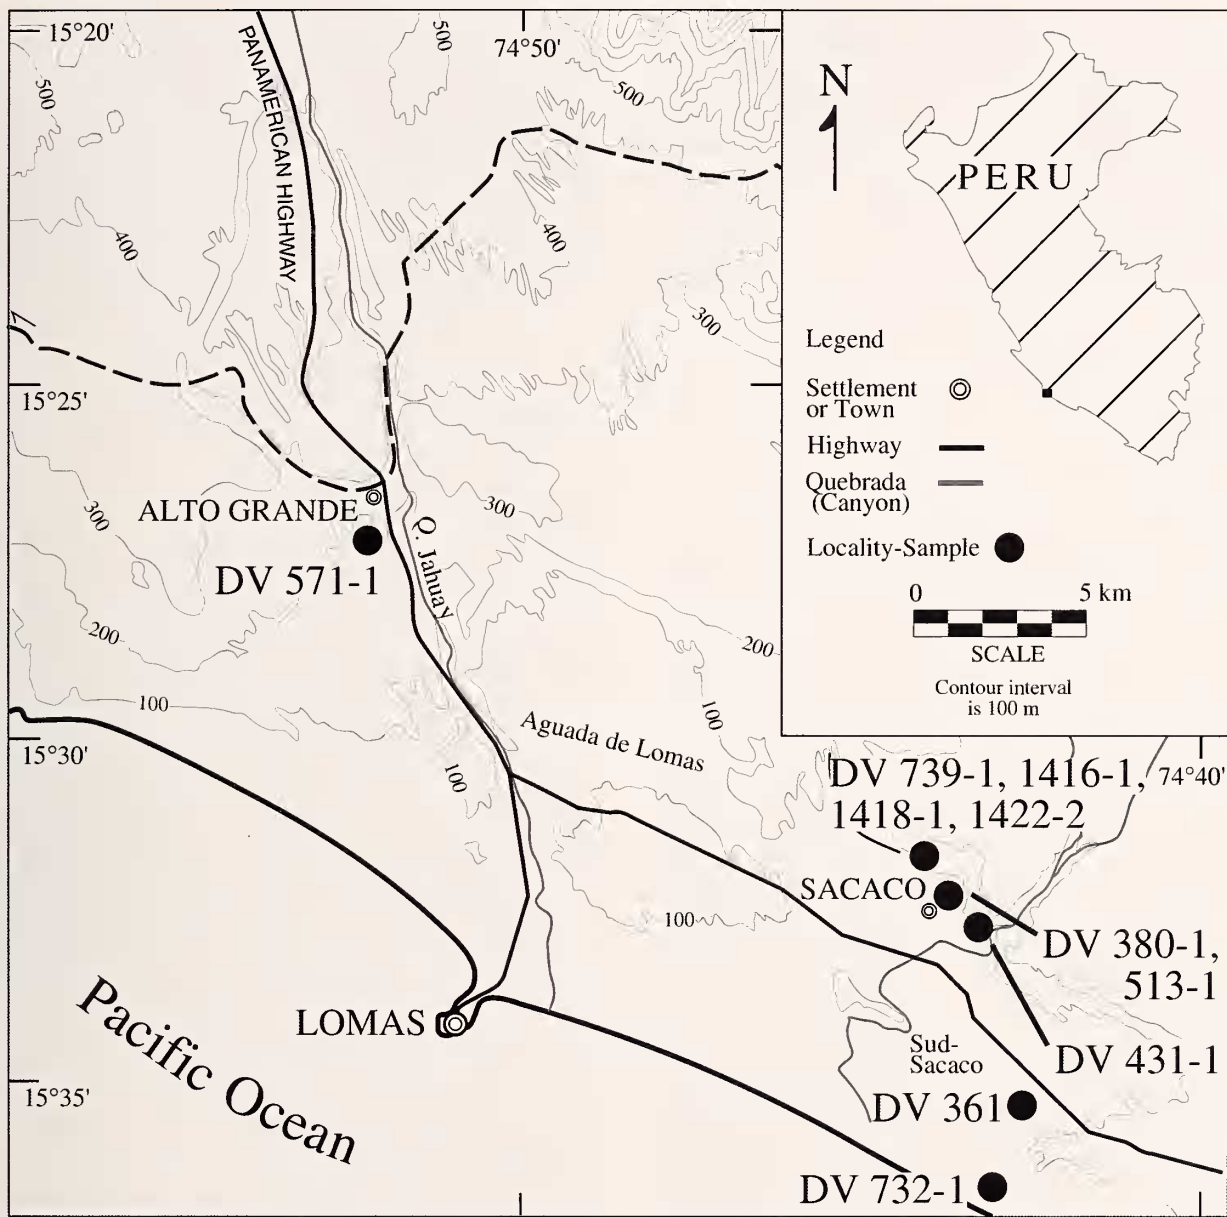 15°20'
74°50'
500
500
500
PANAMERICAN HIGHWAY
400
400
300
15°25'
ALTO GRANDE
DV 571-1
300
300
Q. Jahuay
200
200
100
100
100
Aguada de Lomas
15°30'
N
PERU
Legend
Settlement
or Town
Highway
Quebrada
(Canyon)
Locality-Sample
0 5 km
SCALE
Contour interval
is 100 m
74°40'
DV 739-1, 1416-1,
1418-1, 1422-2
SACACO
100
DV 380-1,
513-1
DV 431-1
Sud-
Sacaco
DV 361
DV 732-1
LOMAS
Pacific Ocean
15°35'